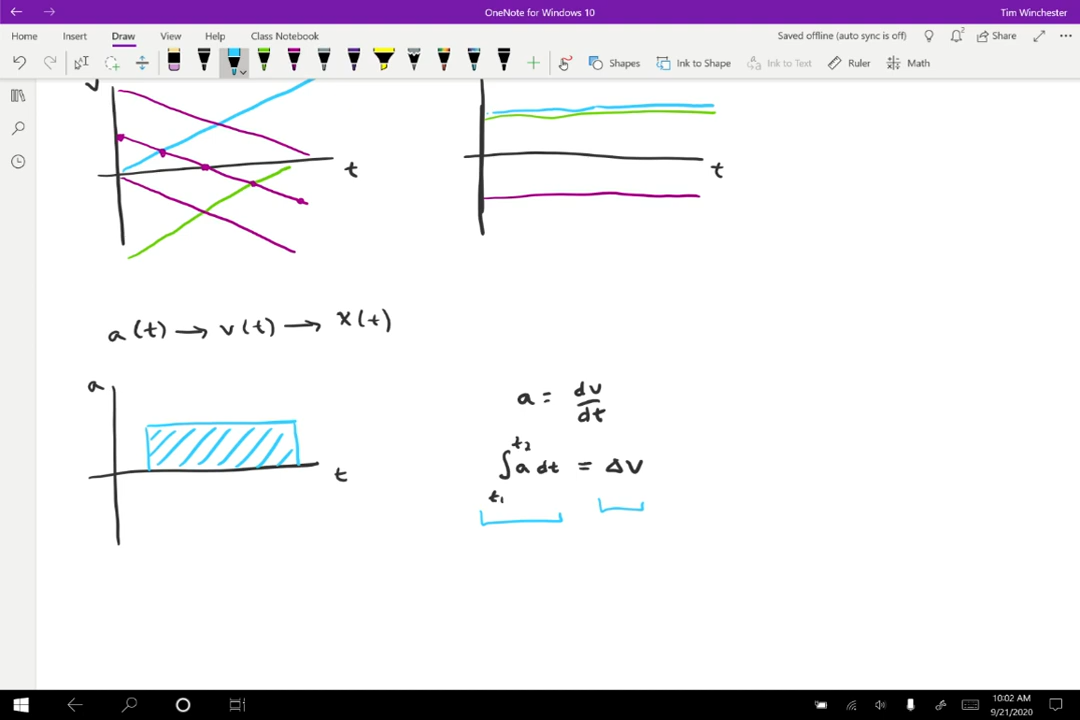 OneNote for Windows 10
Tim Winchester
Home Insert Draw View Help Class Notebook
Saved offline (auto sync is off) Share
Shapes Ink to Shape Ink to Text Ruler Math
v
t
t
a(t) → v(t) → x(t)
a
t
a = dv/dt
t₂
∫a dt = Δv
t₁
10:02 AM
9/21/2020